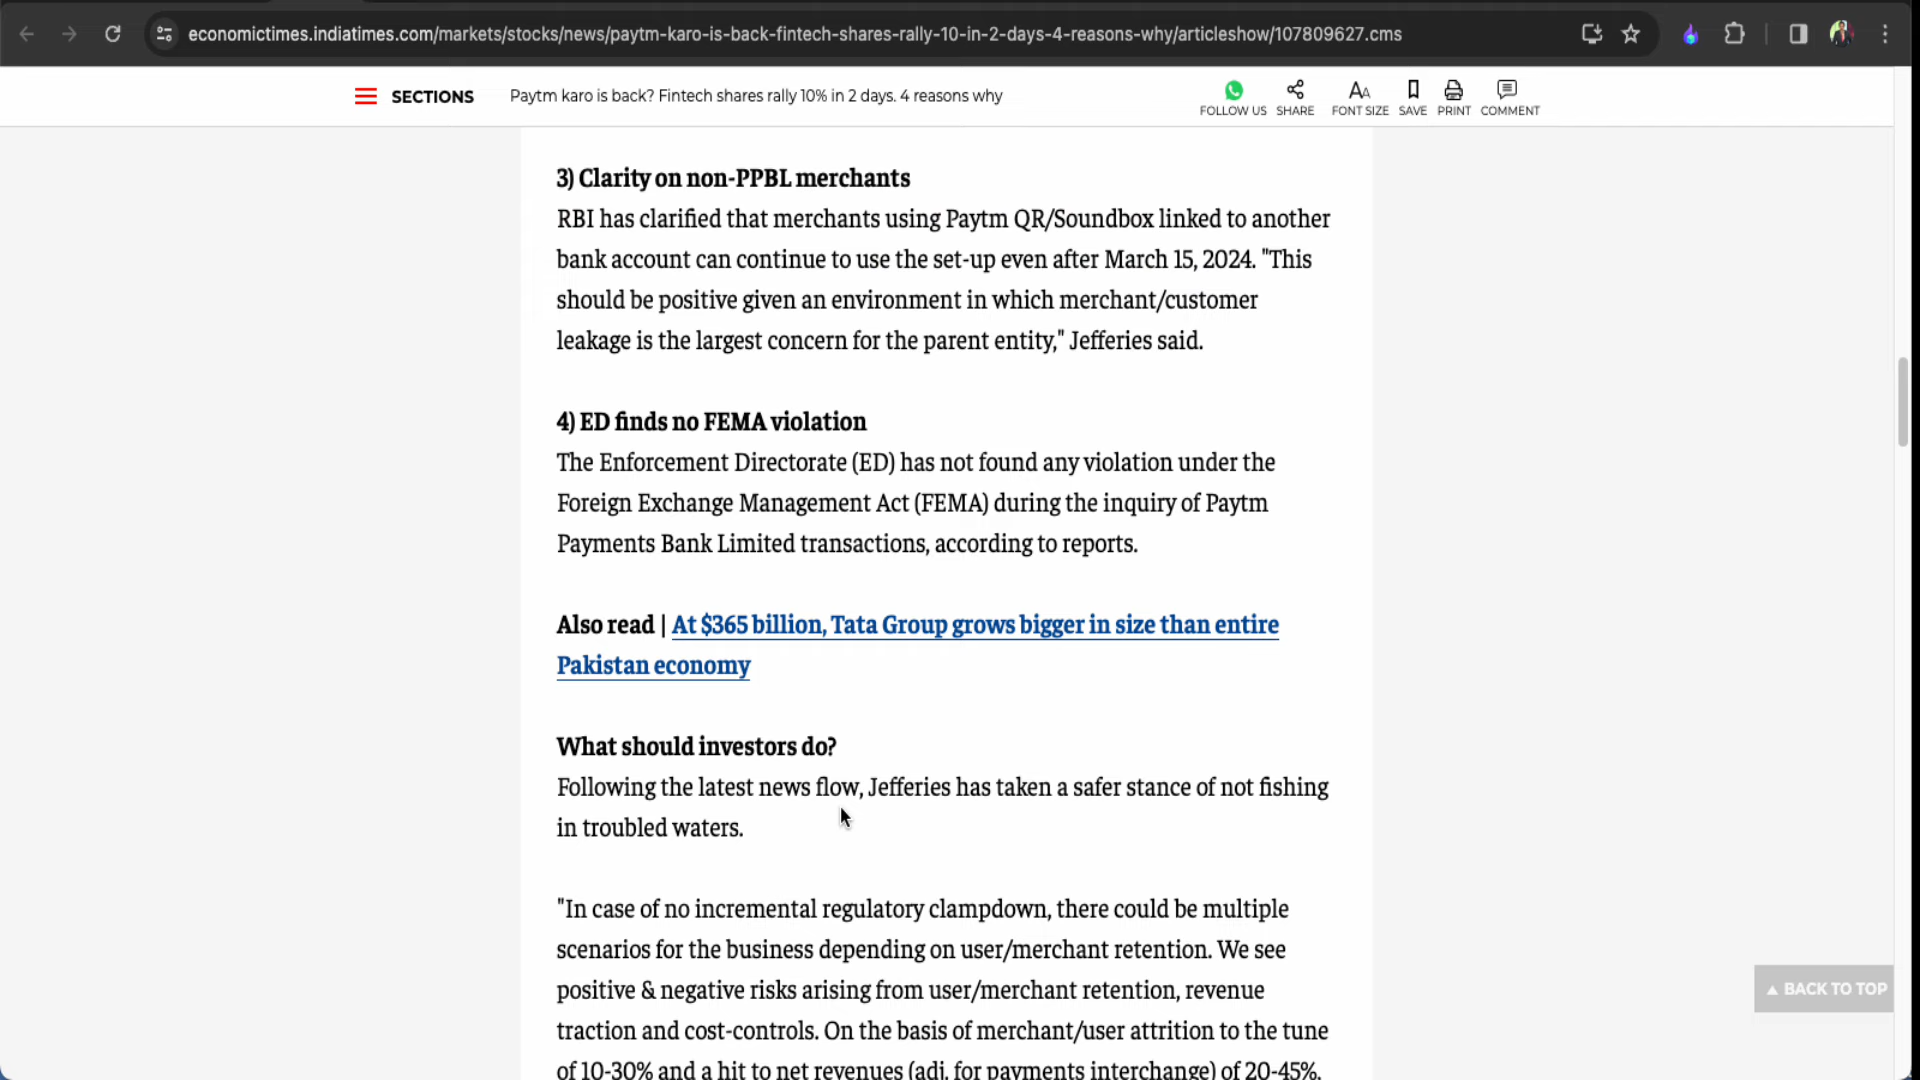 economictimes.indiatimes.com/markets/stocks/news/paytm-karo-is-back-fintech-shares-rally-10-in-2-days-4-reasons-why/articleshow/107809627.cms
SECTIONS
Paytm karo is back? Fintech shares rally 10% in 2 days. 4 reasons why
FOLLOW US
SHARE
FONT SIZE
SAVE
PRINT
COMMENT
3) Clarity on non-PPBL merchants
RBI has clarified that merchants using Paytm QR/Soundbox linked to another
bank account can continue to use the set-up even after March 15, 2024. "This
should be positive given an environment in which merchant/customer
leakage is the largest concern for the parent entity," Jefferies said.
4) ED finds no FEMA violation
The Enforcement Directorate (ED) has not found any violation under the
Foreign Exchange Management Act (FEMA) during the inquiry of Paytm
Payments Bank Limited transactions, according to reports.
Also read | At $365 billion, Tata Group grows bigger in size than entire
Pakistan economy
What should investors do?
Following the latest news flow, Jefferies has taken a safer stance of not fishing
in troubled waters.
"In case of no incremental regulatory clampdown, there could be multiple
scenarios for the business depending on user/merchant retention. We see
positive & negative risks arising from user/merchant retention, revenue
traction and cost-controls. On the basis of merchant/user attrition to the tune
of 10-30% and a hit to net revenues (adj. for payments interchange) of 20-45%,
BACK TO TOP